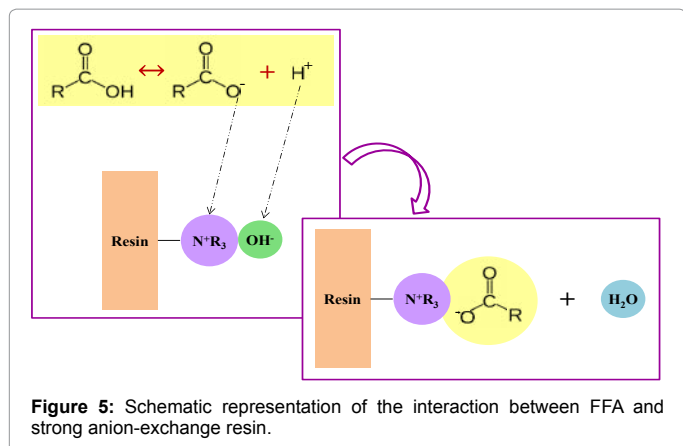 O
R OH ↔ R O⁻ + H⁺
Resin N⁺R₃ OH⁻
Resin N⁺R₃ ⁻O O R + H₂O
Figure 5: Schematic representation of the interaction between FFA and
strong anion-exchange resin.